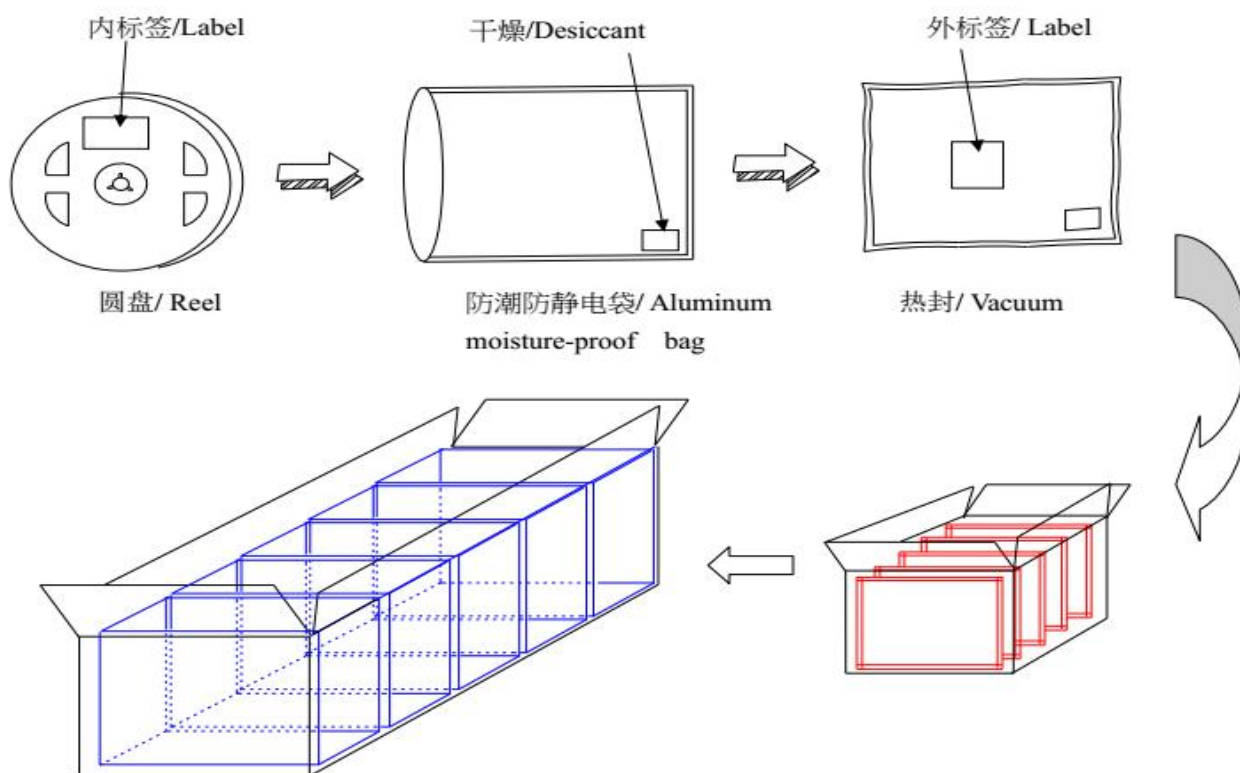 内标签/Label
干燥/Desiccant
外标签/ Label
圆盘/ Reel
防潮防静电袋/ Aluminum
moisture-proof bag
热封/ Vacuum